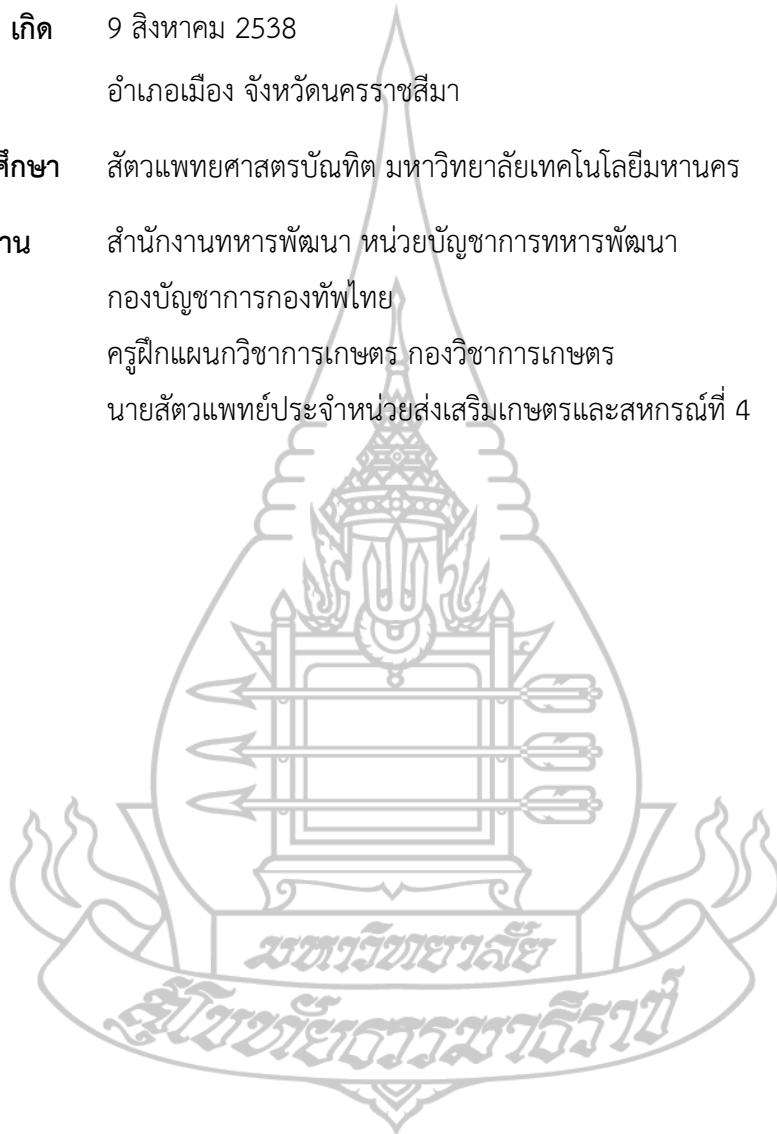 เกิด 9 สิงหาคม 2538
อำเภอเมือง จังหวัดนครราชสีมา
ศึกษา สัตวแพทยศาสตรบัณฑิต มหาวิทยาลัยเทคโนโลยีมหานคร
าน สำนักงานทหารพัฒนา หน่วยบัญชาการทหารพัฒนา
กองบัญชาการกองทัพไทย
ครูฝึกแผนกวิชาการเกษตร กองวิชาการเกษตร
นายสัตวแพทย์ประจำหน่วยส่งเสริมเกษตรและสหกรณ์ที่ 4
มหาวิทยาลัย
สุโขทัยธรรมาธิราช